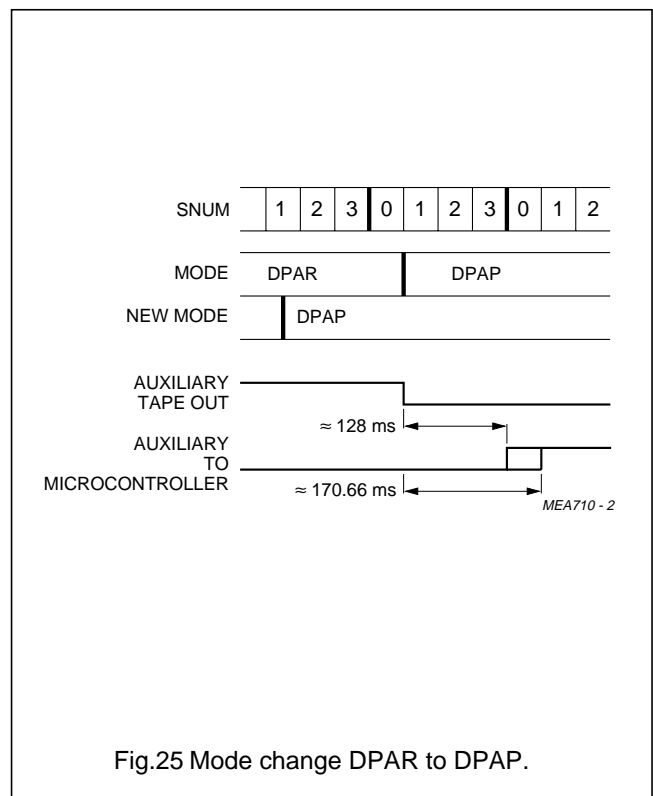 SNUM 1 2 3 0 1 2 3 0 1 2
MODE DPAR DPAP
NEW MODE DPAP
AUXILIARY
TAPE OUT
≈ 128 ms
AUXILIARY
TO
MICROCONTROLLER
≈ 170.66 ms
MEA710 - 2
Fig.25 Mode change DPAR to DPAP.